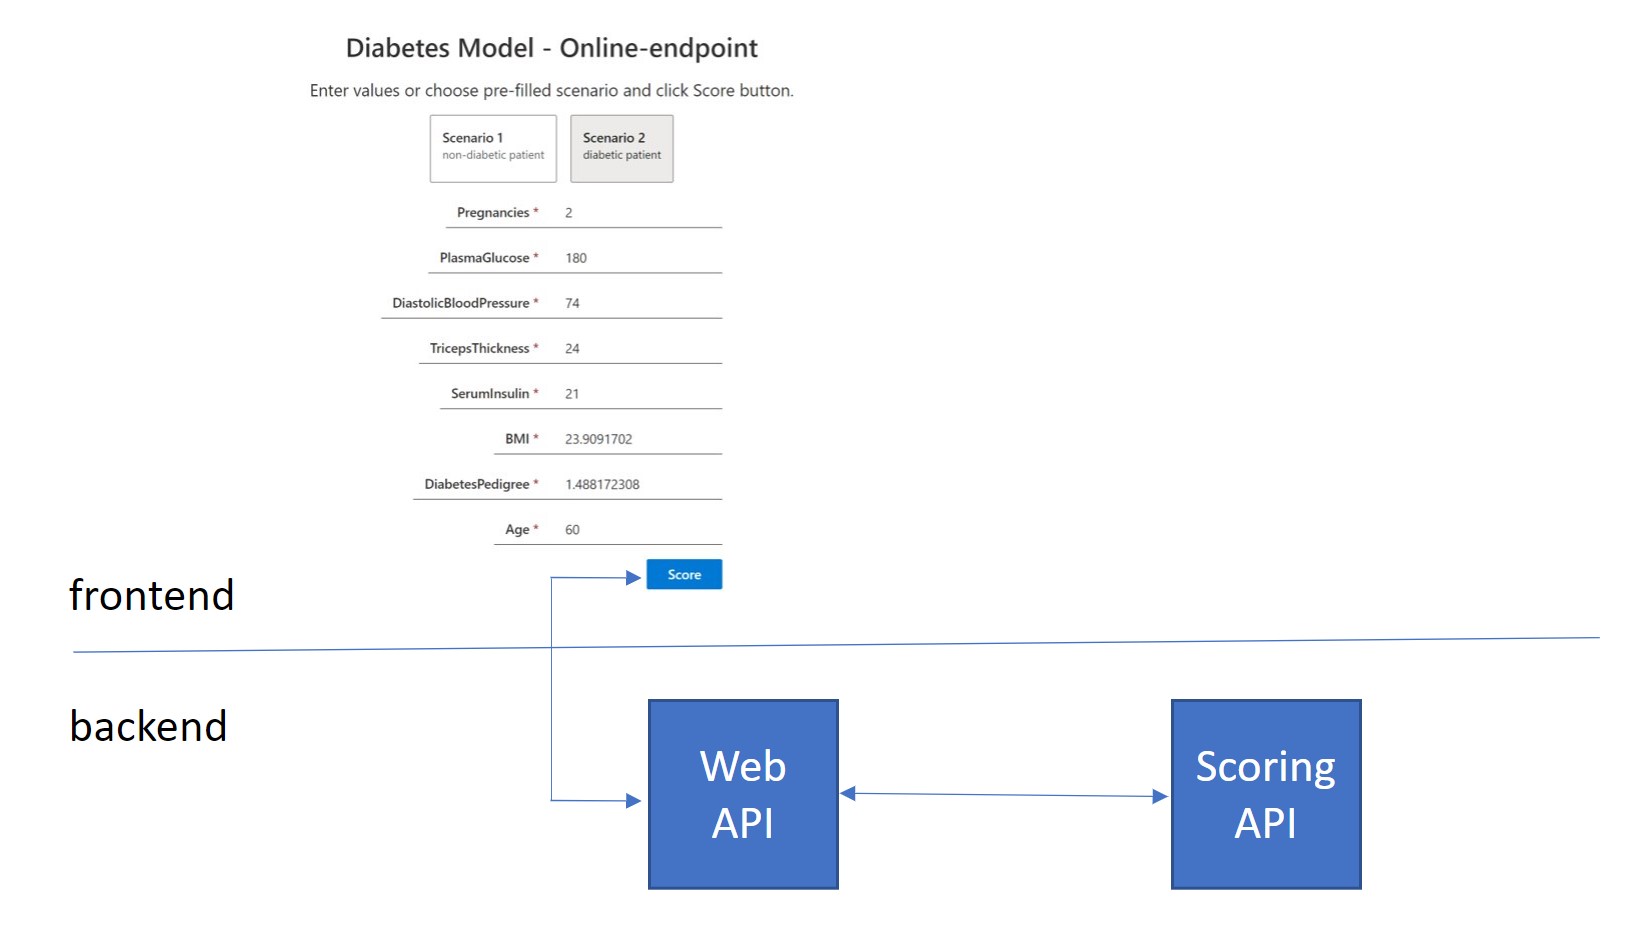 Diabetes Model - Online-endpoint
Enter values or choose pre-filled scenario and click Score button.
Scenario 1
non-diabetic patient
Scenario 2
diabetic patient
Pregnancies * 2
PlasmaGlucose * 180
DiastolicBloodPressure * 74
TricepsThickness * 24
SerumInsulin * 21
BMI * 23.9091702
DiabetesPedigree * 1.488172308
Age * 60
Score
frontend
backend
Web
API
Scoring
API